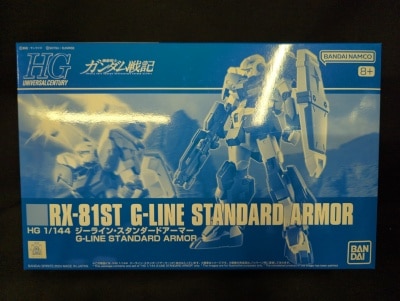 HG
UNIVERSAL CENTURY
ガンダム戦記
BANDAI NAMCO
8+
RX-81ST G-LINE STANDARD ARMOR
HG 1/144 ジーライン・スタンダードアーマー
G-LINE STANDARD ARMOR
BAN
DAI